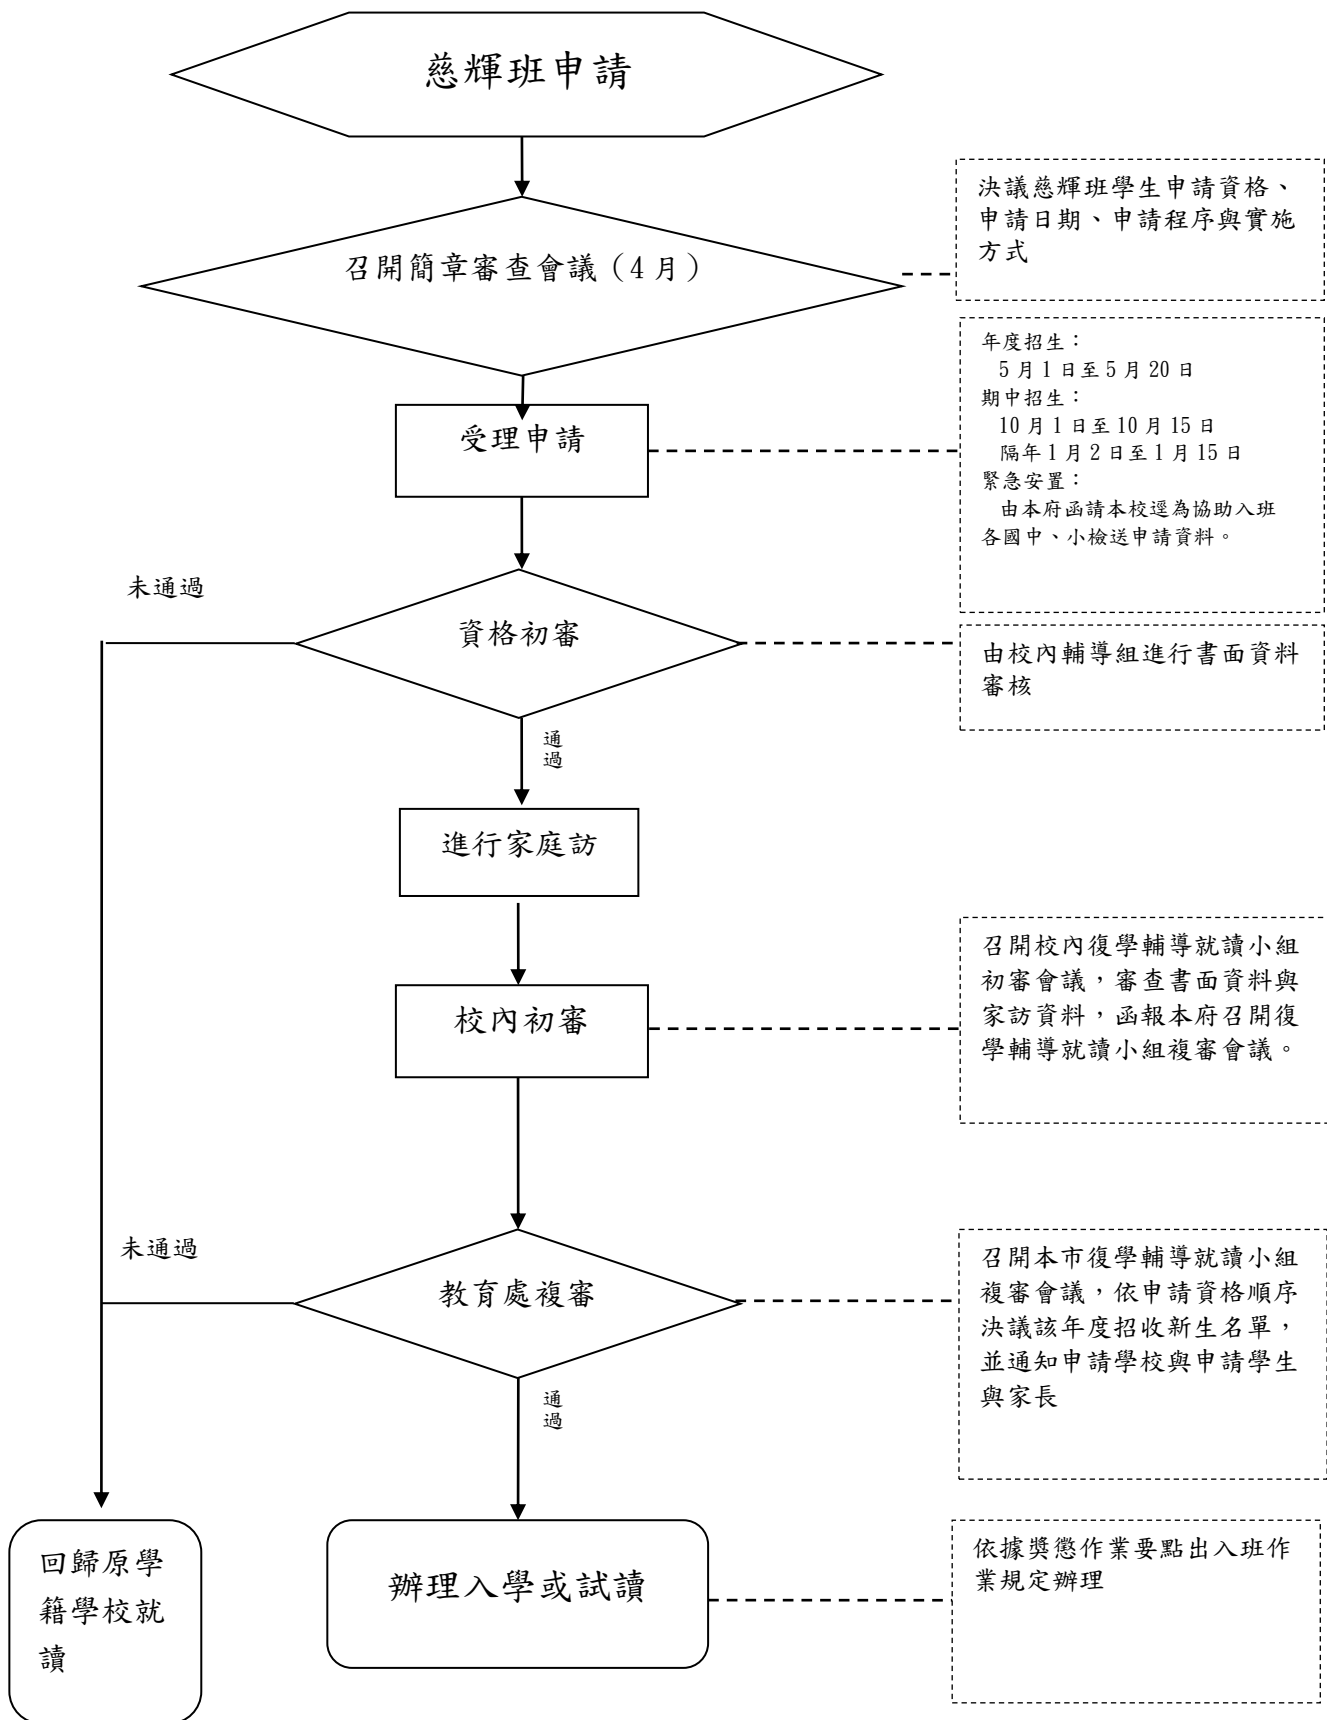 慈輝班申請
召開簡章審查會議（4月）
決議慈輝班學生申請資格、
申請日期、申請程序與實施
方式
受理申請
年度招生：
5月1日至5月20日
期中招生：
10月1日至10月15日
隔年1月2日至1月15日
緊急安置：
由本府函請本校逕為協助入班
各國中、小檢送申請資料。
未通過
資格初審
由校內輔導組進行書面資料
審核
通
過
進行家庭訪
校內初審
召開校內復學輔導就讀小組
初審會議，審查書面資料與
家訪資料，函報本府召開復
學輔導就讀小組複審會議。
未通過
教育處複審
召開本市復學輔導就讀小組
複審會議，依申請資格順序
決議該年度招收新生名單，
並通知申請學校與申請學生
與家長
通
過
回歸原學
籍學校就
讀
辦理入學或試讀
依據獎懲作業要點出入班作
業規定辦理